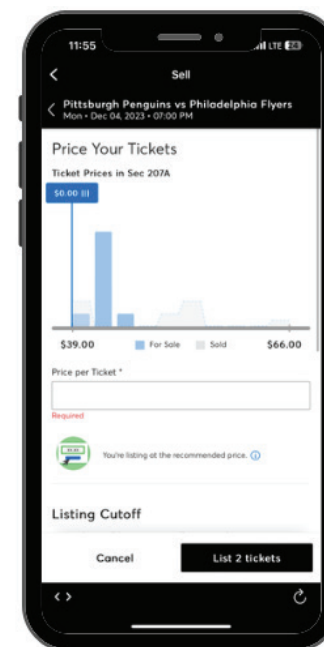 11:55
LTE
Sell
Pittsburgh Penguins vs Philadelphia Flyers
Mon • Dec 04, 2023 • 07:00 PM
Price Your Tickets
Ticket Prices in Sec 207A
$0.00
$39.00
For Sale
Sold
$66.00
Price per Ticket *
Required
You're listing at the recommended price.
Listing Cutoff
Cancel
List 2 tickets